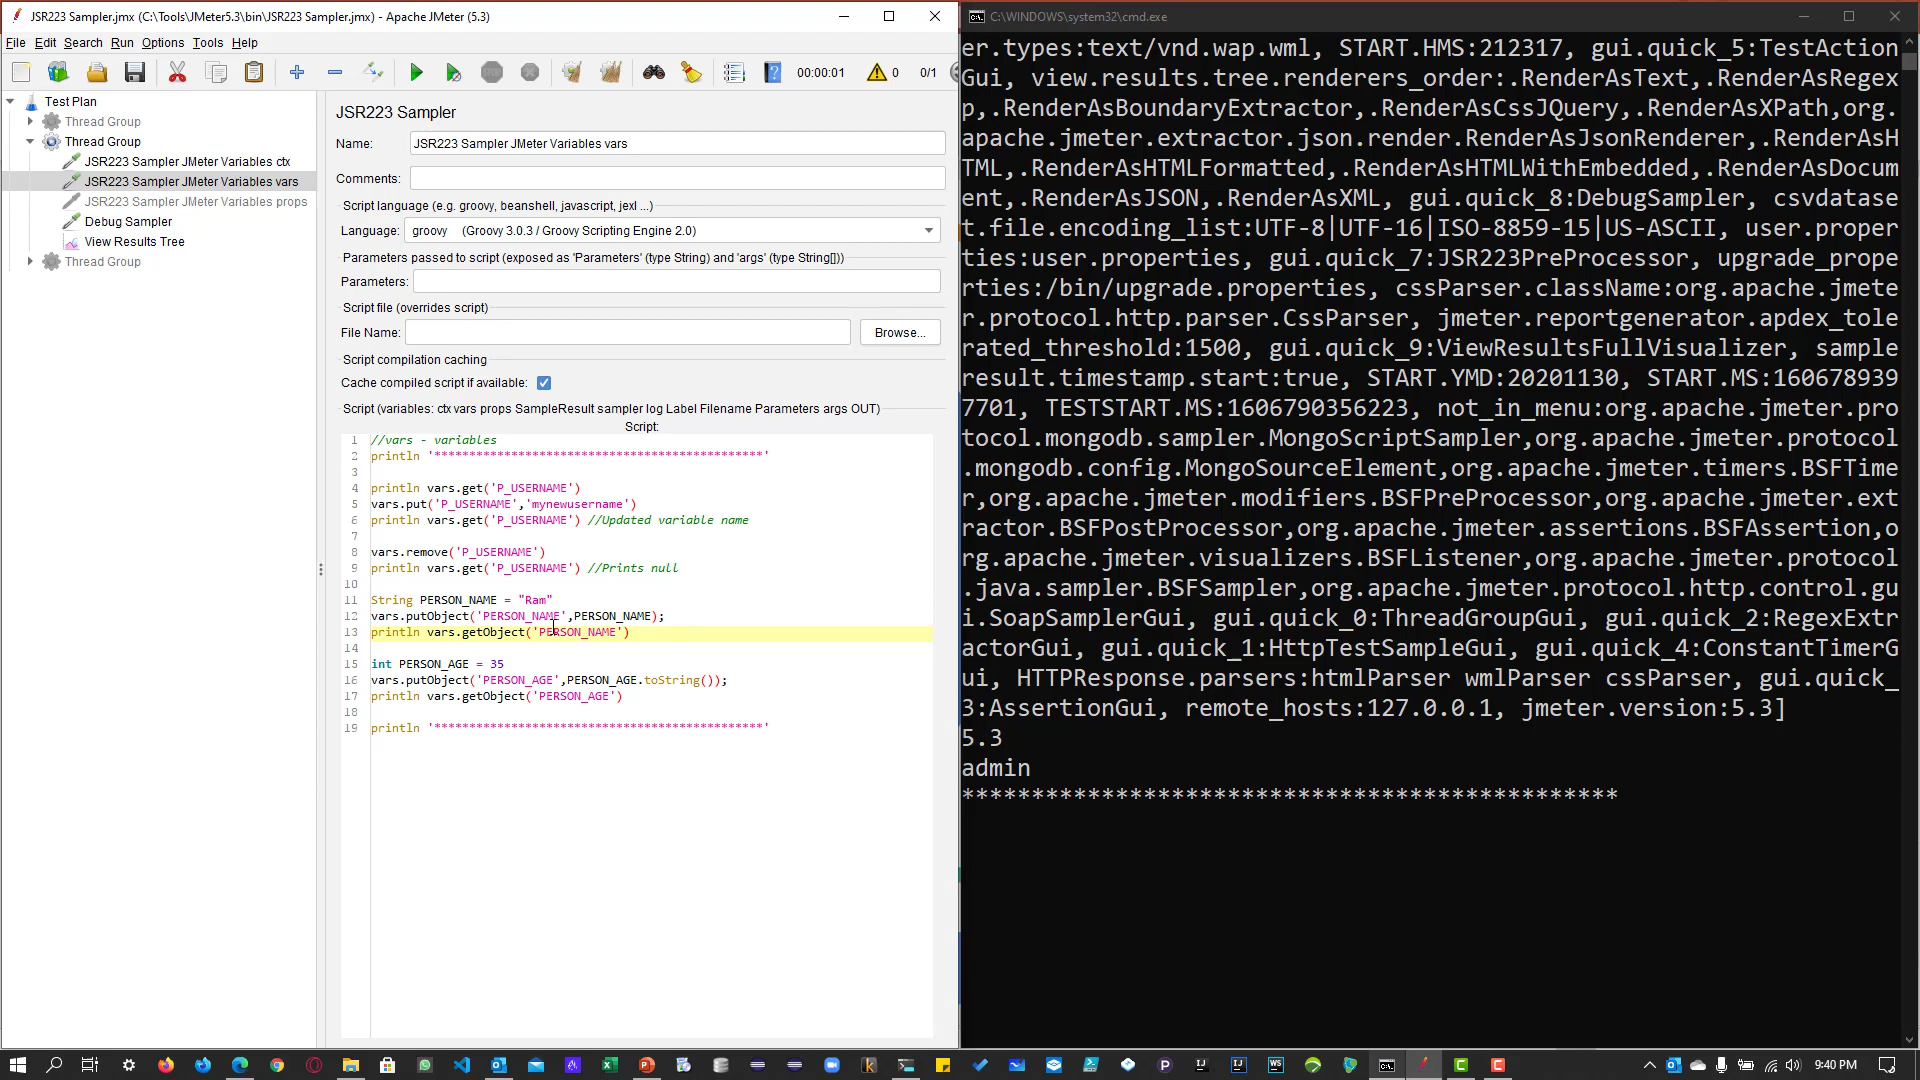 JSR223 Sampler.jmx (C:\Tools\JMeter5.3\bin\JSR223 Sampler.jmx) - Apache JMeter (5.3)
File Edit Search Run Options Tools Help
00:00:01
0
0/1
Test Plan
Thread Group
Thread Group
JSR223 Sampler JMeter Variables ctx
JSR223 Sampler JMeter Variables vars
JSR223 Sampler JMeter Variables props
Debug Sampler
View Results Tree
Thread Group
JSR223 Sampler
Name: JSR223 Sampler JMeter Variables vars
Comments:
Script language (e.g. groovy, beanshell, javascript, jexl ...)
Language: groovy (Groovy 3.0.3 / Groovy Scripting Engine 2.0)
Parameters passed to script (exposed as 'Parameters' (type String) and 'args' (type String[]))
Parameters:
Script file (overrides script)
File Name: Browse...
Script compilation caching
Cache compiled script if available:
Script (variables: ctx vars props SampleResult sampler log Label Filename Parameters args OUT)
Script:
1 //vars - variables
2 println '***********************************************'
3
4 println vars.get('P_USERNAME')
5 vars.put('P_USERNAME','mynewusername')
6 println vars.get('P_USERNAME') //Updated variable name
7
8 vars.remove('P_USERNAME')
9 println vars.get('P_USERNAME') //Prints null
10
11 String PERSON_NAME = "Ram"
12 vars.putObject('PERSON_NAME',PERSON_NAME);
13 println vars.getObject('PERSON_NAME')
14
15 int PERSON_AGE = 35
16 vars.putObject('PERSON_AGE',PERSON_AGE.toString());
17 println vars.getObject('PERSON_AGE')
18
19 println '***********************************************'
C:\WINDOWS\system32\cmd.exe
er.types:text/vnd.wap.wml, START.HMS:212317, gui.quick_5:TestAction
Gui, view.results.tree.renderers_order:.RenderAsText,.RenderAsRegex
p,.RenderAsBoundaryExtractor,.RenderAsCssJQuery,.RenderAsXPath,org.
apache.jmeter.extractor.json.render.RenderAsJsonRenderer,.RenderAsH
TML,.RenderAsHTMLFormatted,.RenderAsHTMLWithEmbedded,.RenderAsDocum
ent,.RenderAsJSON,.RenderAsXML, gui.quick_8:DebugSampler, csvdatase
t.file.encoding_list:UTF-8|UTF-16|ISO-8859-15|US-ASCII, user.proper
ties:user.properties, gui.quick_7:JSR223PreProcessor, upgrade_prope
rties:/bin/upgrade.properties, cssParser.className:org.apache.jmete
r.protocol.http.parser.CssParser, jmeter.reportgenerator.apdex_tole
rated_threshold:1500, gui.quick_9:ViewResultsFullVisualizer, sample
result.timestamp.start:true, START.YMD:20201130, START.MS:160678939
7701, TESTSTART.MS:1606790356223, not_in_menu:org.apache.jmeter.pro
tocol.mongodb.sampler.MongoScriptSampler,org.apache.jmeter.protocol
.mongodb.config.MongoSourceElement,org.apache.jmeter.timers.BSFTime
r,org.apache.jmeter.modifiers.BSFPreProcessor,org.apache.jmeter.ext
ractor.BSFPostProcessor,org.apache.jmeter.assertions.BSFAssertion,o
rg.apache.jmeter.visualizers.BSFListener,org.apache.jmeter.protocol
.java.sampler.BSFSampler,org.apache.jmeter.protocol.http.control.gu
i.SoapSamplerGui, gui.quick_0:ThreadGroupGui, gui.quick_2:RegexExtr
actorGui, gui.quick_1:HttpTestSampleGui, gui.quick_4:ConstantTimerG
ui, HTTPResponse.parsers:htmlParser wmlParser cssParser, gui.quick_
3:AssertionGui, remote_hosts:127.0.0.1, jmeter.version:5.3]
5.3
admin
***********************************************
9:40 PM